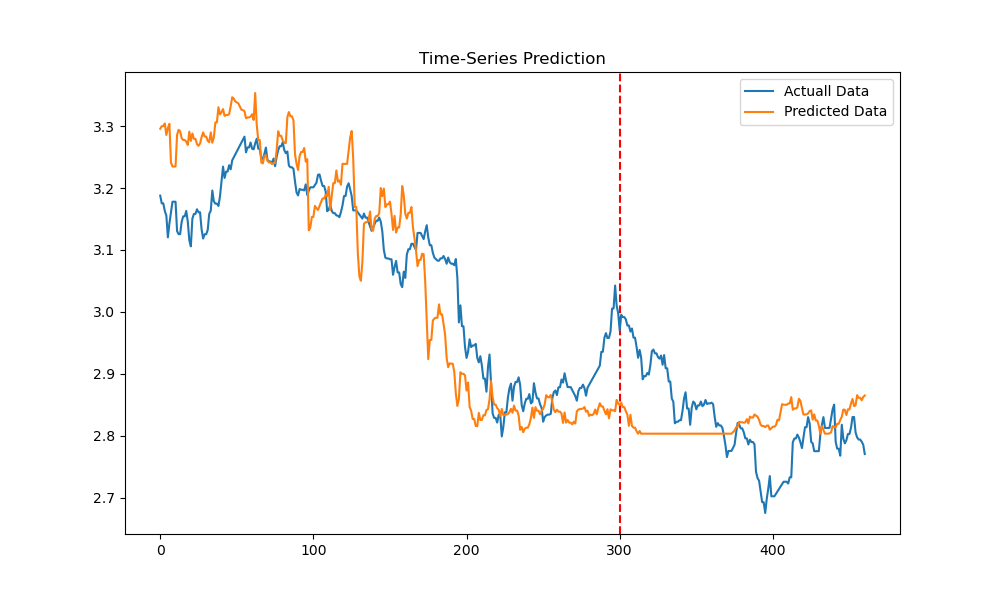 Time-Series Prediction
Actuall Data
Predicted Data
3.3
3.2
3.1
3.0
2.9
2.8
2.7
0 100 200 300 400